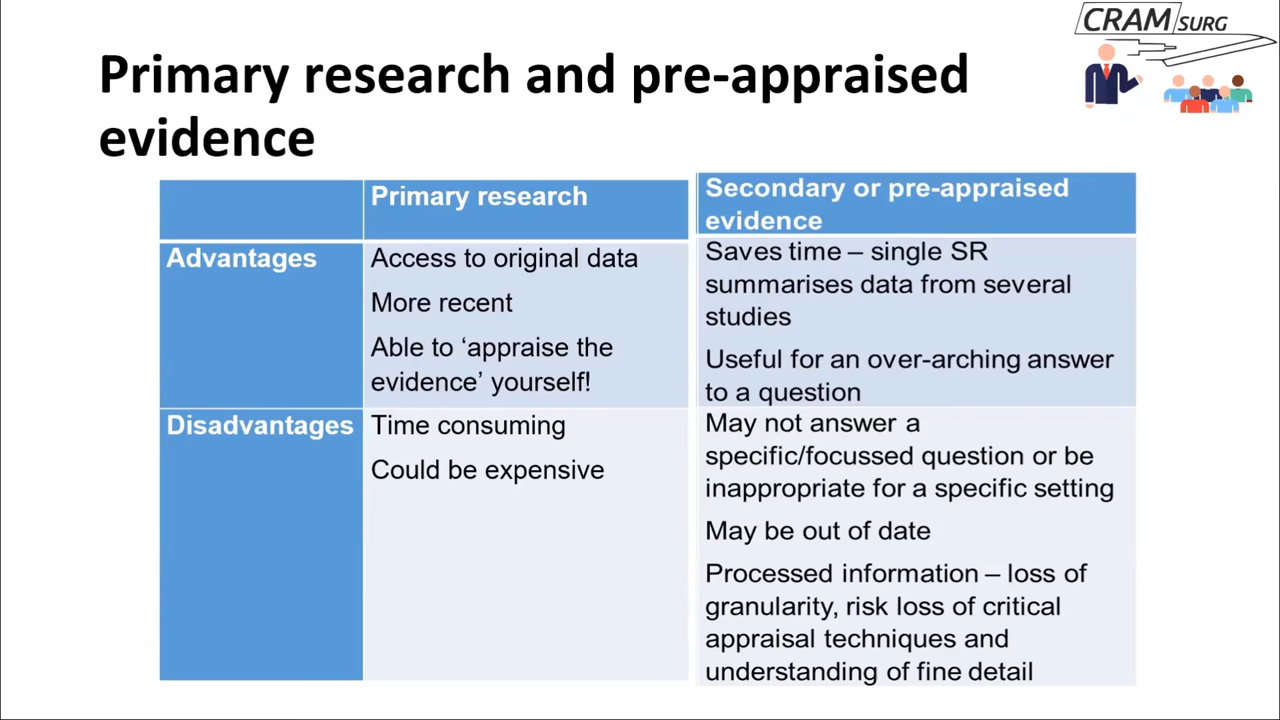 CRAM SURG
Primary research and pre-appraised
evidence
Primary research
Secondary or pre-appraised
evidence
Advantages
Access to original data
More recent
Able to ‘appraise the
evidence’ yourself!
Saves time – single SR
summarises data from several
studies
Useful for an over-arching answer
to a question
Disadvantages
Time consuming
Could be expensive
May not answer a
specific/focussed question or be
inappropriate for a specific setting
May be out of date
Processed information – loss of
granularity, risk loss of critical
appraisal techniques and
understanding of fine detail